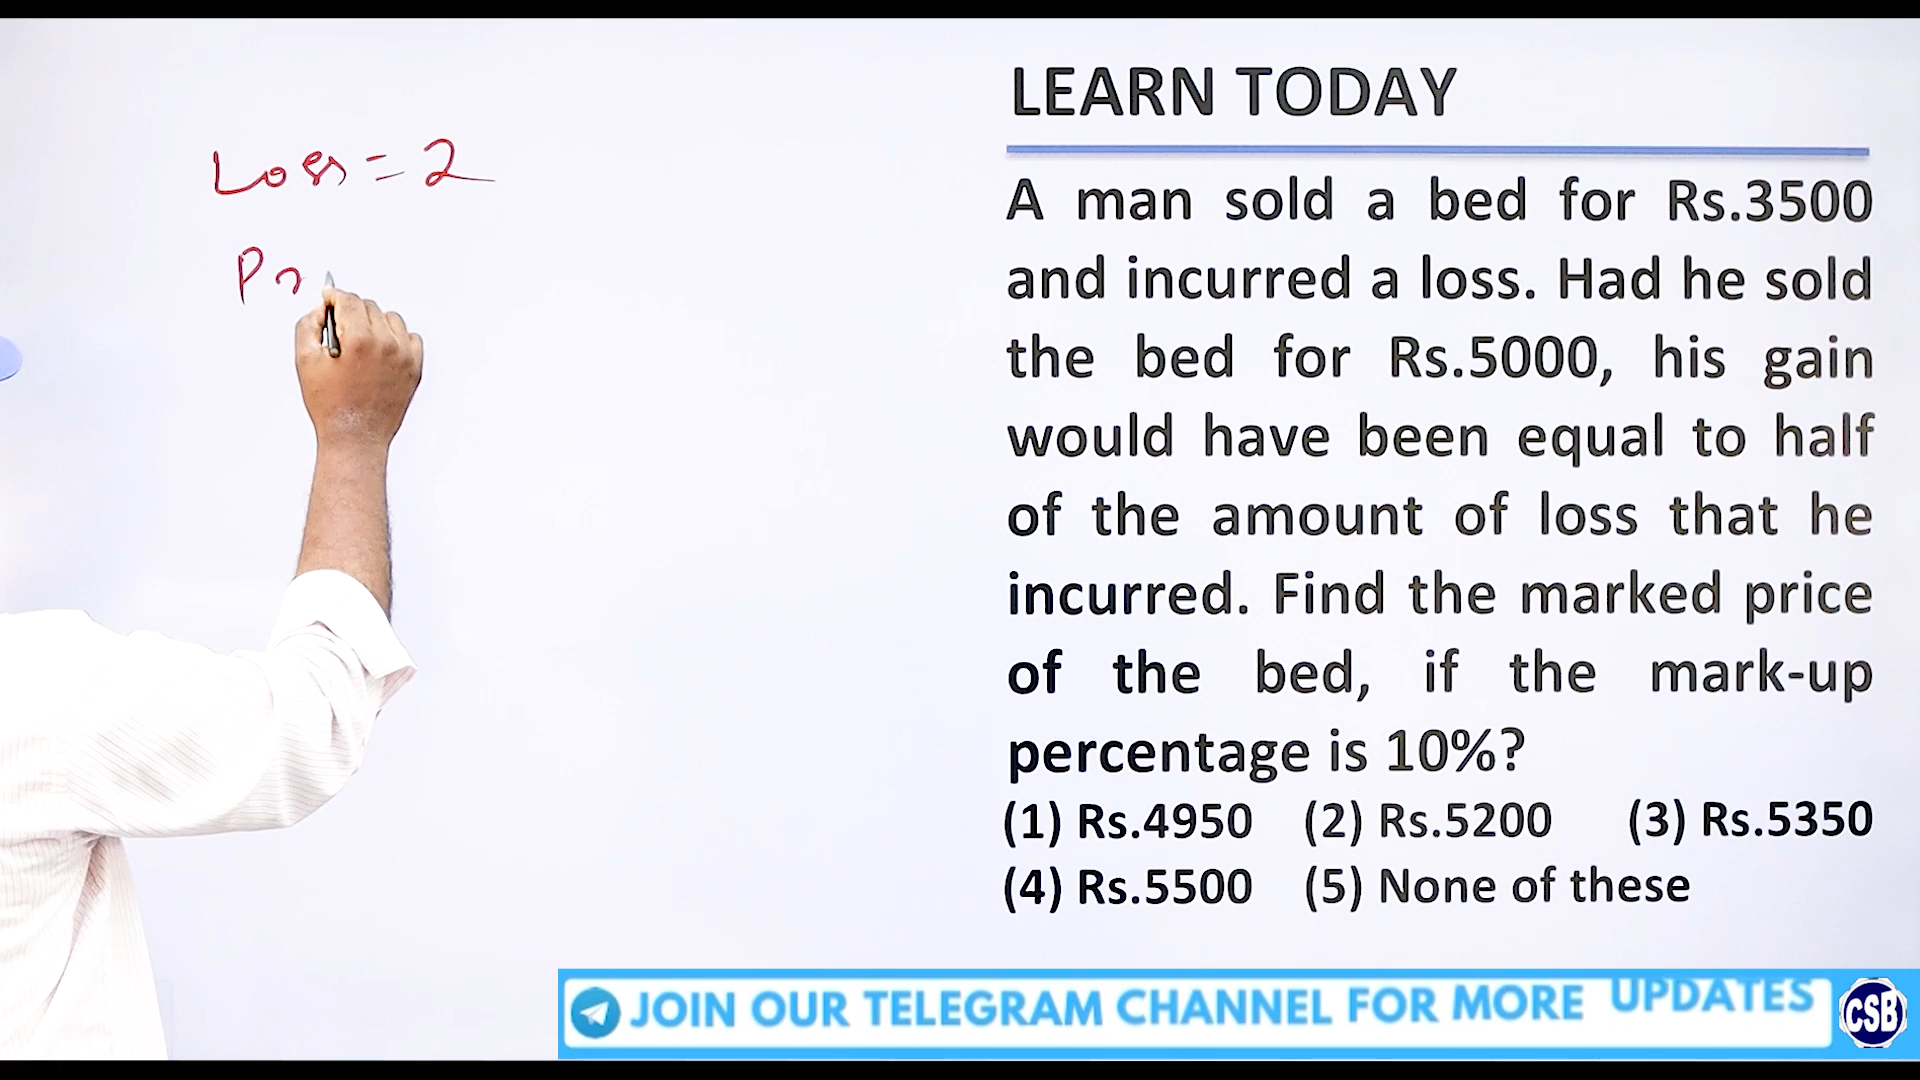 Loss = 2
Pr
LEARN TODAY
A man sold a bed for Rs.3500
and incurred a loss. Had he sold
the bed for Rs.5000, his gain
would have been equal to half
of the amount of loss that he
incurred. Find the marked price
of the bed, if the mark-up
percentage is 10%?
(1) Rs.4950 (2) Rs.5200 (3) Rs.5350
(4) Rs.5500 (5) None of these
JOIN OUR TELEGRAM CHANNEL FOR MORE UPDATES
CSB